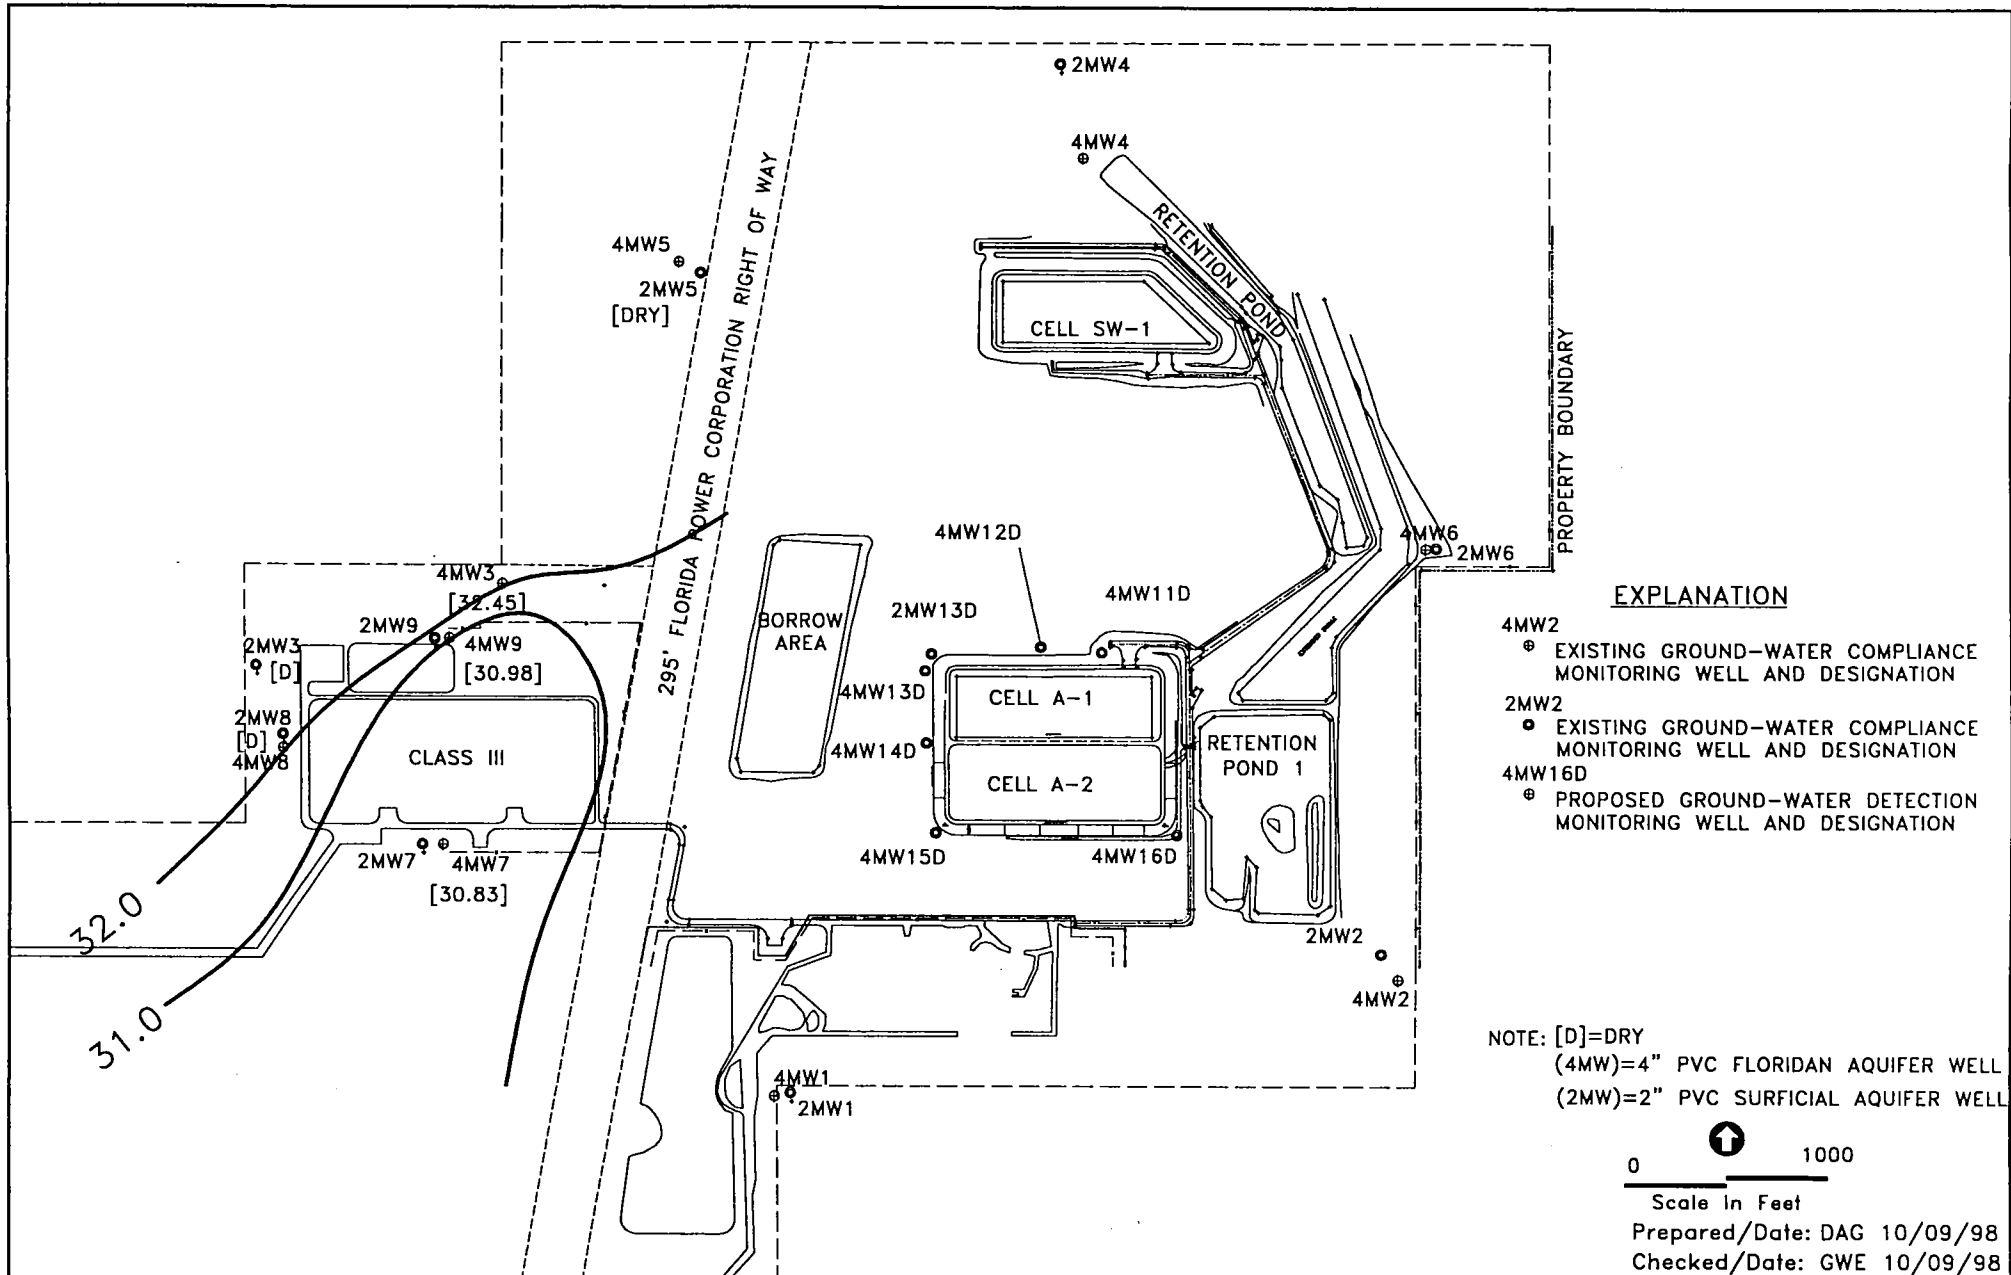 2MW4
4MW4
RETENTION POND
4MW5
2MW5
[DRY]
295' FLORIDA POWER CORPORATION RIGHT OF WAY
CELL SW-1
PROPERTY BOUNDARY
4MW6
2MW6
4MW12D
4MW11D
2MW13D
4MW3
[32.45]
2MW9
4MW9
[30.98]
2MW3
[D]
BORROW
AREA
4MW13D
CELL A-1
2MW8
[D]
4MW8
CLASS III
4MW14D
CELL A-2
RETENTION
POND 1
4MW15D
4MW16D
2MW7
4MW7
[30.83]
32.0
31.0
2MW2
4MW2
4MW1
2MW1
EXPLANATION
4MW2
EXISTING GROUND-WATER COMPLIANCE
MONITORING WELL AND DESIGNATION
2MW2
EXISTING GROUND-WATER COMPLIANCE
MONITORING WELL AND DESIGNATION
4MW16D
PROPOSED GROUND-WATER DETECTION
MONITORING WELL AND DESIGNATION
NOTE: [D]=DRY
(4MW)=4" PVC FLORIDAN AQUIFER WELL
(2MW)=2" PVC SURFICIAL AQUIFER WELL
0 1000
Scale In Feet
Prepared/Date: DAG 10/09/98
Checked/Date: GWE 10/09/98